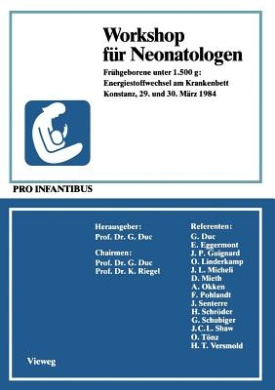 Workshop
für Neonatologen
Frühgeborene unter 1.500 g:
Energiestoffwechsel am Krankenbett
Konstanz, 29. und 30. März 1984
PRO INFANTIBUS
Herausgeber:
Prof. Dr. G. Duc
Chairmen:
Prof. Dr. G. Duc
Prof. Dr. K. Riegel
Referenten:
G. Duc
E. Eggermont
J. P. Guignard
O. Linderkamp
J. L. Micheli
D. Mieth
A. Okken
F. Pohlandt
J. Senterre
H. Schröder
G. Schubiger
J.C.L. Shaw
O. Tönz
H. T. Versmold
Vieweg